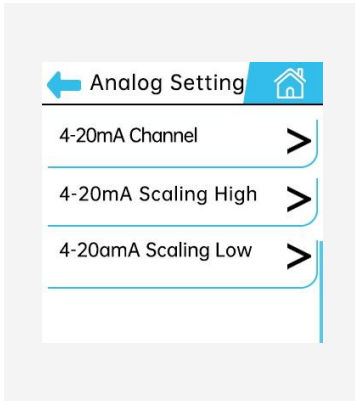 Analog Setting
4-20mA Channel
4-20mA Scaling High
4-20amA Scaling Low